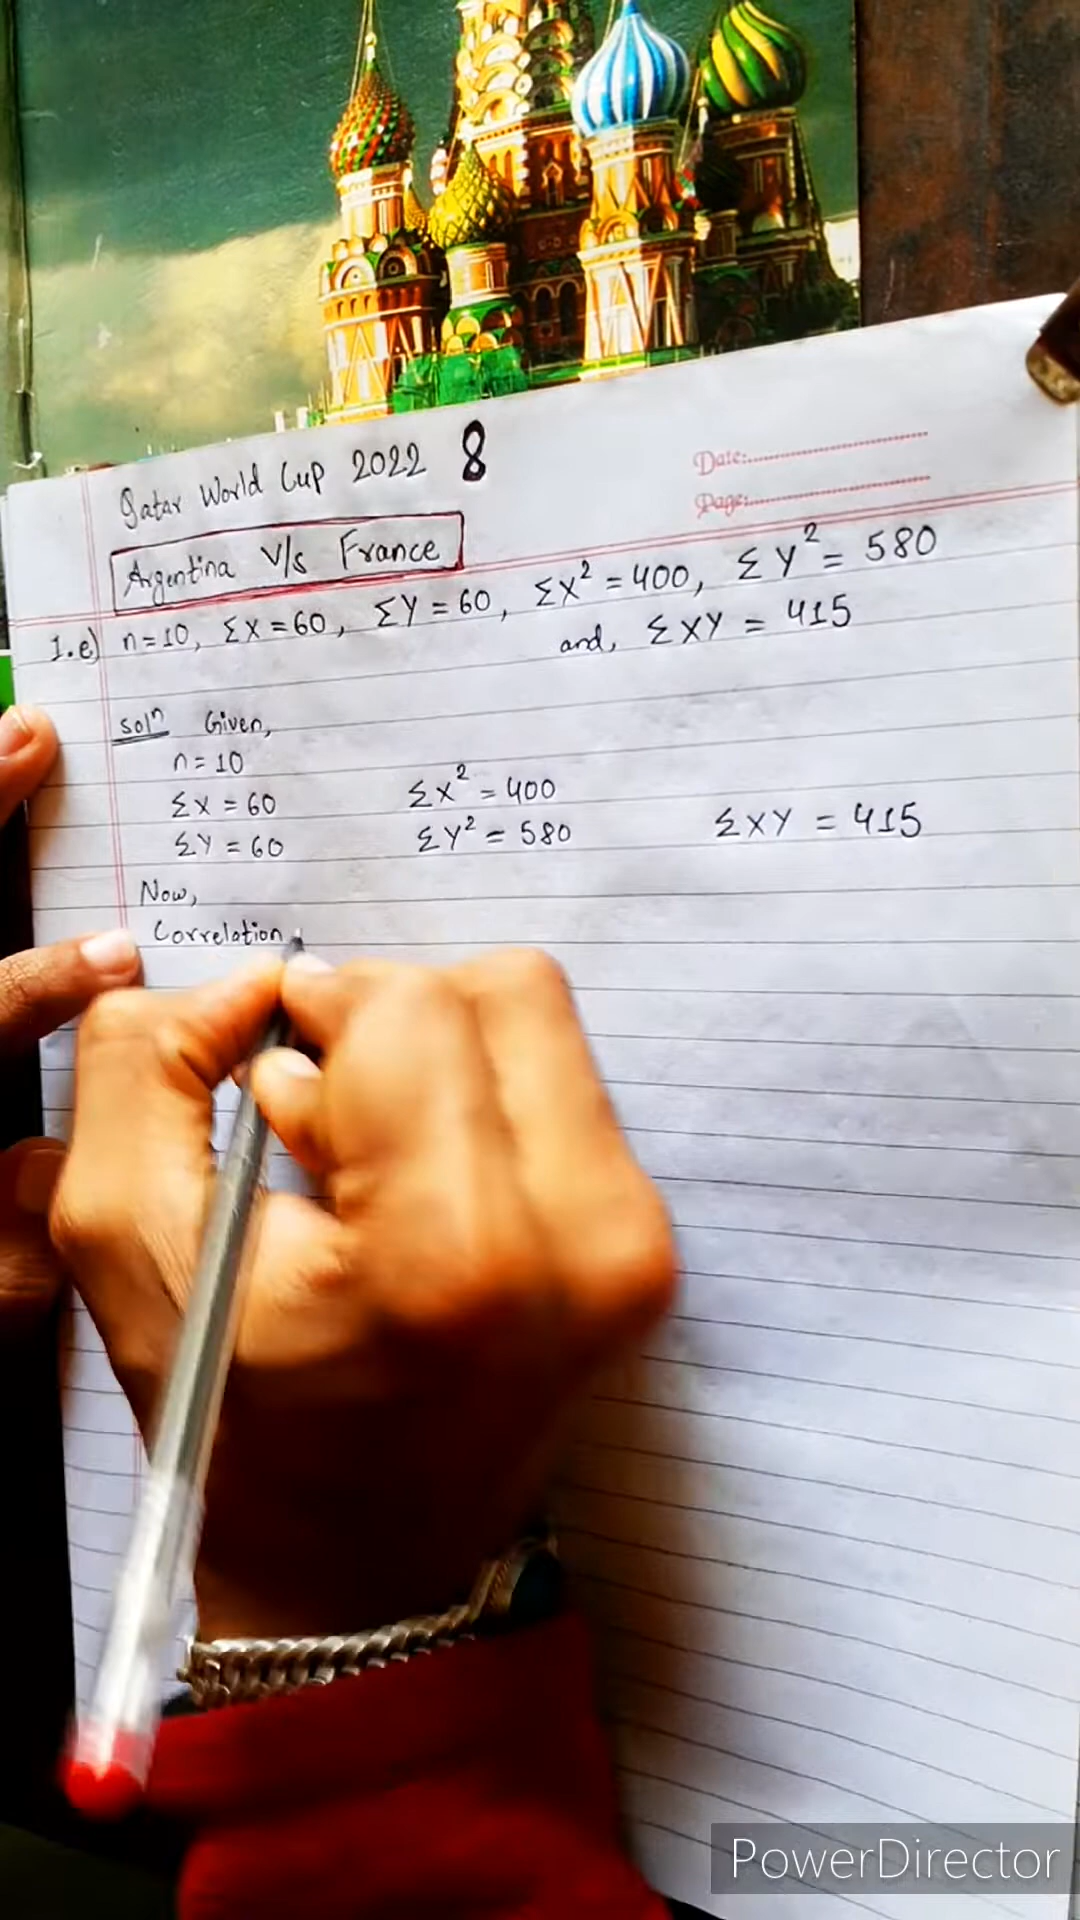 Qatar World Cup 2022 8
Date:
Page:
Argentina V/s France
1.e) n=10, ΣX=60, ΣY=60, ΣX²=400, ΣY²=580
and, ΣXY = 415
Solⁿ Given,
n=10
ΣX=60 ΣX²=400
ΣY=60 ΣY²=580 ΣXY=415
Now,
Correlation
PowerDirector